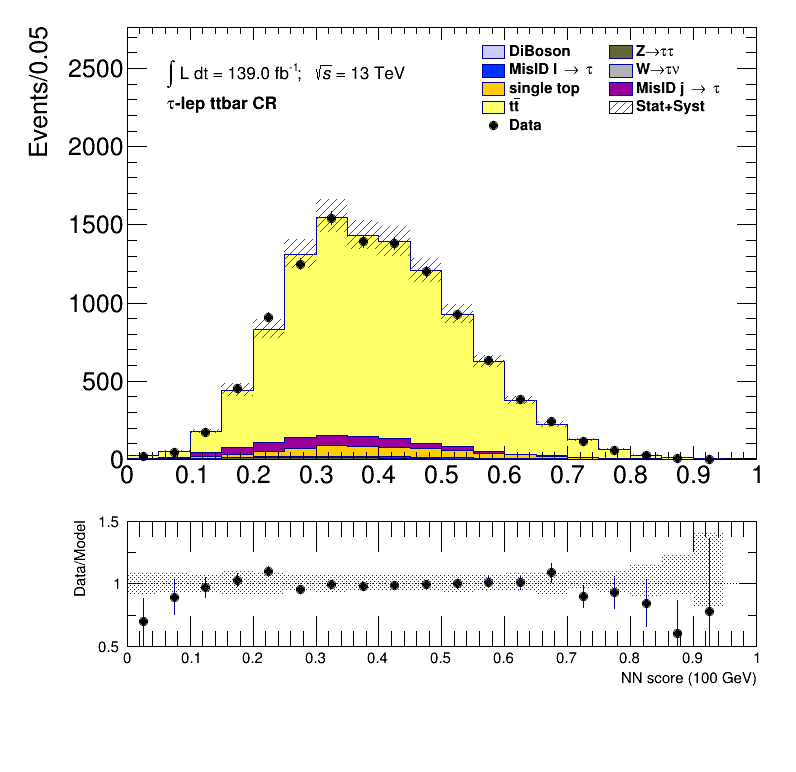 Events/0.05
2500
2000
1500
1000
500
0
∫ L dt = 139.0 fb⁻¹; √s = 13 TeV
τ-lep ttbar CR
DiBoson
MisID l → τ
single top
tt̄
Data
Z→ττ
W→τν
MisID j → τ
Stat+Syst
0 0.1 0.2 0.3 0.4 0.5 0.6 0.7 0.8 0.9 1
Data/Model
1.5
1
0.5
0 0.1 0.2 0.3 0.4 0.5 0.6 0.7 0.8 0.9 1
NN score (100 GeV)